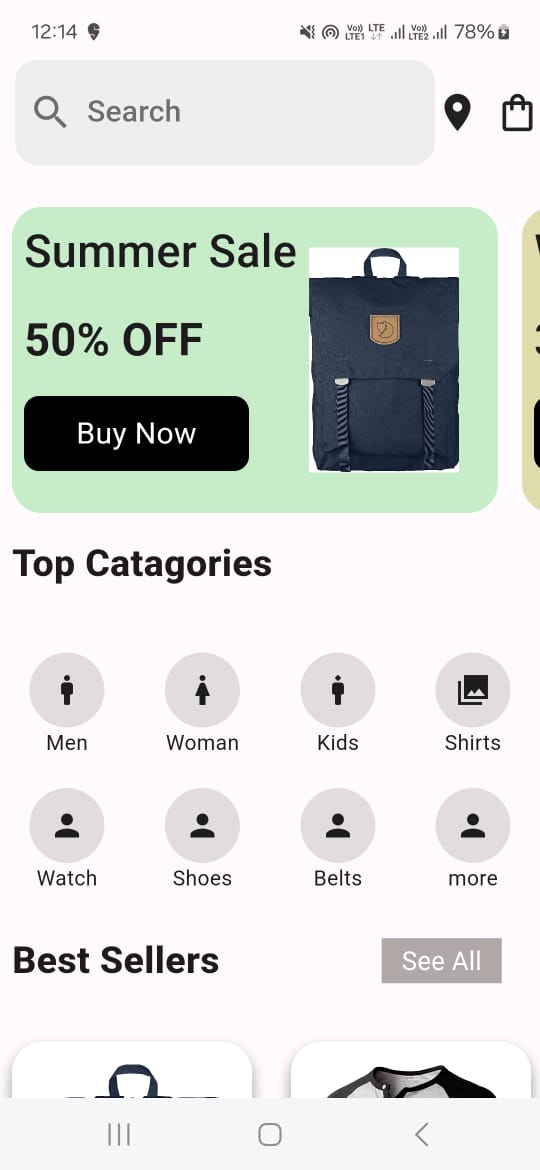 12:14
Vo) LTE1 LTE Vo) LTE2 78%
Search
Summer Sale
50% OFF
Buy Now
Top Catagories
Men Woman Kids Shirts
Watch Shoes Belts more
Best Sellers
See All